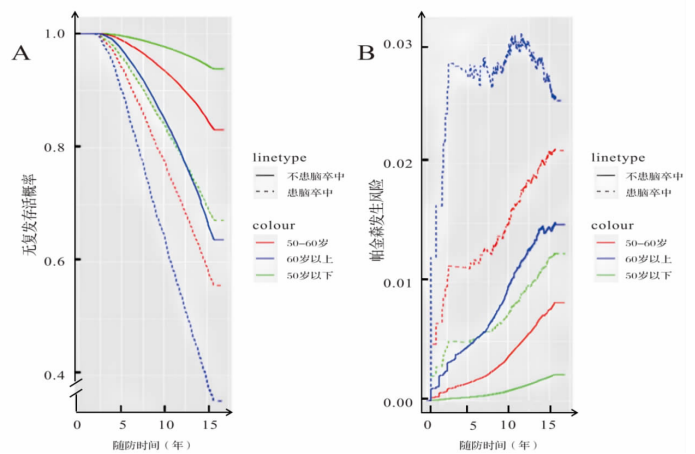 A
1.0
0.8
0.6
0.4
无复发存活概率
0
5
10
15
随防时间（年）
linetype
不患脑卒中
患脑卒中
colour
50-60岁
60岁以上
50岁以下
B
0.03
0.02
0.01
0.00
帕金森发生风险
0
5
10
15
随防时间（年）
linetype
不患脑卒中
患脑卒中
colour
50-60岁
60岁以上
50岁以下